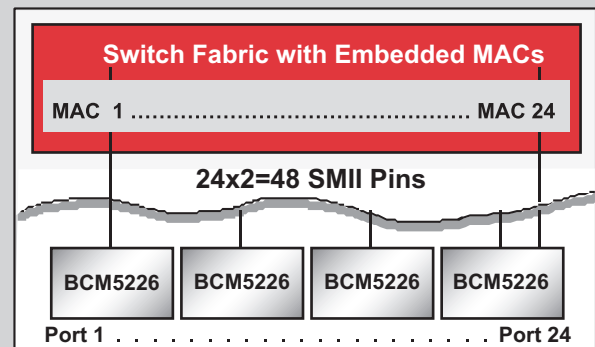 Switch Fabric with Embedded MACs
MAC 1 ................................................... MAC 24
24x2=48 SMII Pins
BCM5226 BCM5226 BCM5226 BCM5226
Port 1 . . . . . . . . . . . . . . . . . . . . . . . Port 24